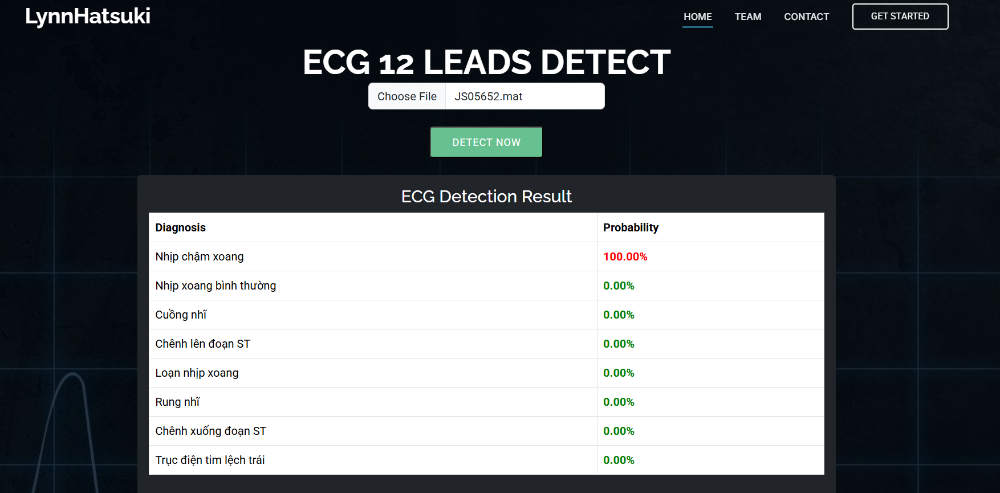 LynnHatsuki
HOME TEAM CONTACT GET STARTED
ECG 12 LEADS DETECT
Choose File JS05652.mat
DETECT NOW
ECG Detection Result
Diagnosis Probability
Nhịp chậm xoang 100.00%
Nhịp xoang bình thường 0.00%
Cuồng nhĩ 0.00%
Chênh lên đoạn ST 0.00%
Loạn nhịp xoang 0.00%
Rung nhĩ 0.00%
Chênh xuống đoạn ST 0.00%
Trục điện tim lệch trái 0.00%